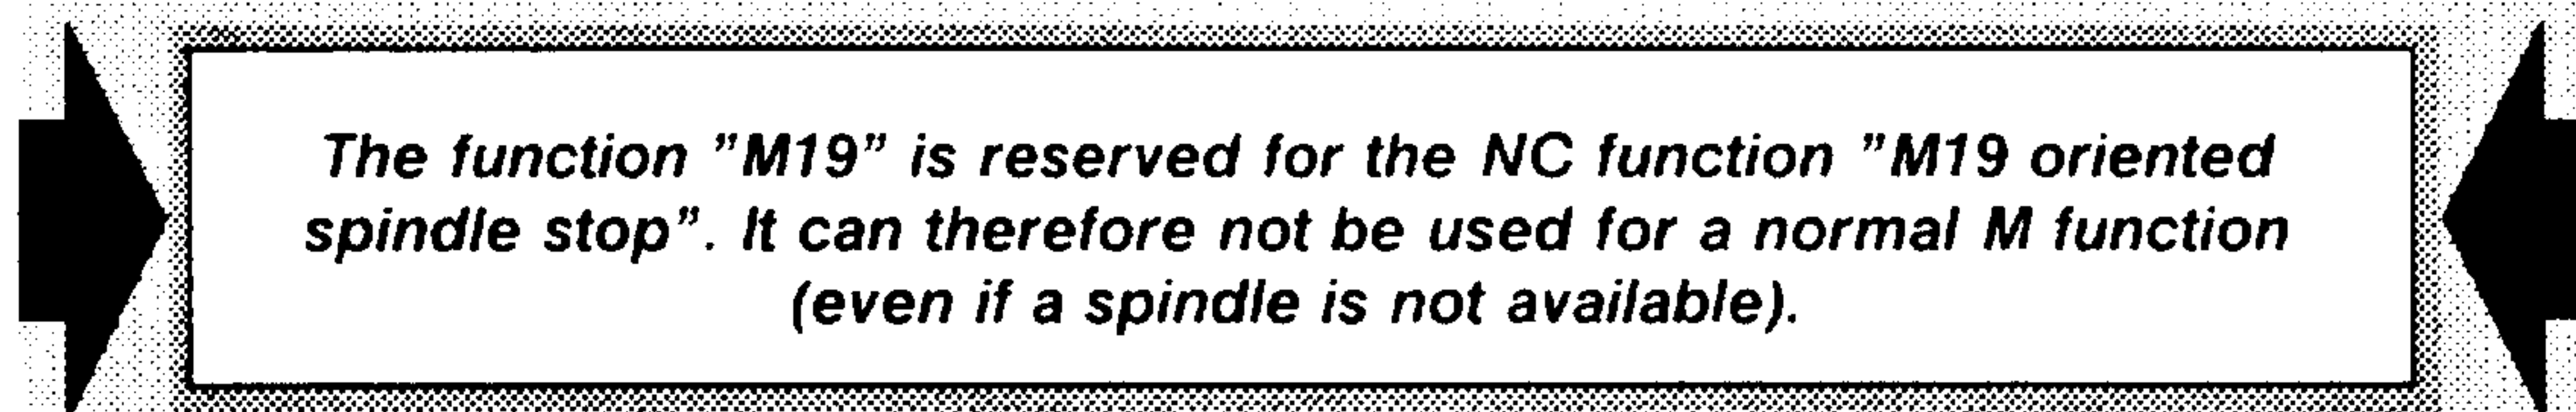 The function ”M19” is reserved for the NC function ”M19 oriented
spindle stop”. It can therefore not be used for a normal M function
(even if a spindle is not available).